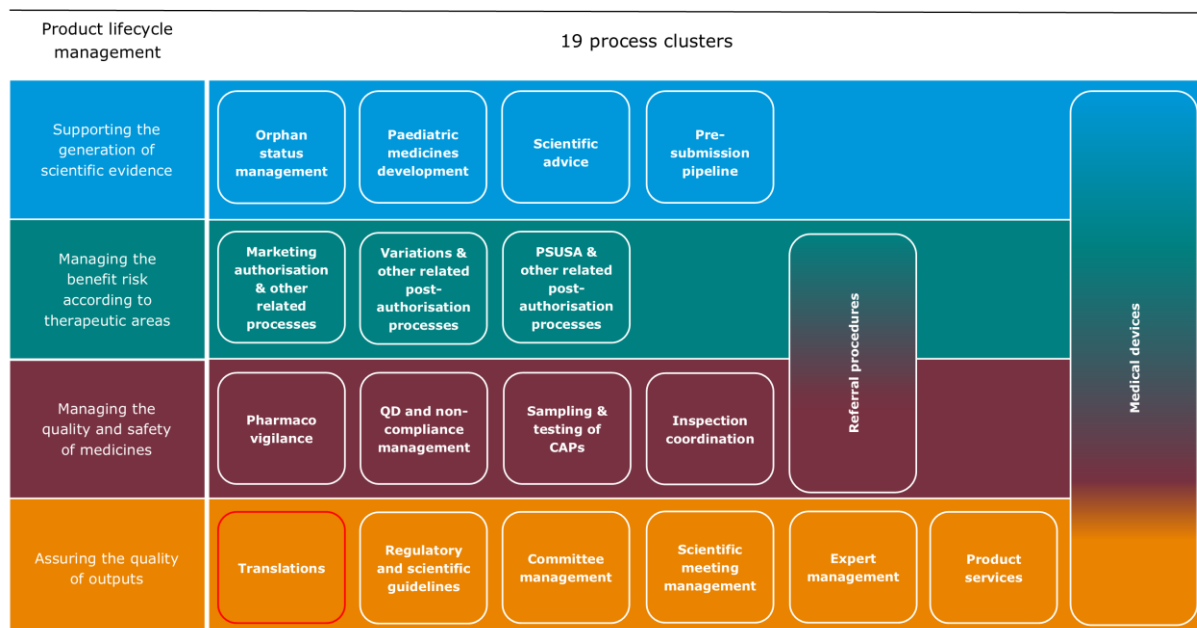 Product lifecycle
management
19 process clusters
Supporting the
generation of
scientific evidence
Orphan
status
management
Paediatric
medicines
development
Scientific
advice
Pre-
submission
pipeline
Managing the
benefit risk
according to
therapeutic areas
Marketing
authorisation
& other
related
processes
Variations &
other related
post-
authorisation
processes
PSUSA &
other related
post-
authorisation
processes
Referral procedures
Medical devices
Managing the
quality and safety
of medicines
Pharmaco
vigilance
QD and non-
compliance
management
Sampling &
testing of
CAPs
Inspection
coordination
Assuring the quality
of outputs
Translations
Regulatory
and scientific
guidelines
Committee
management
Scientific
meeting
management
Expert
management
Product
services